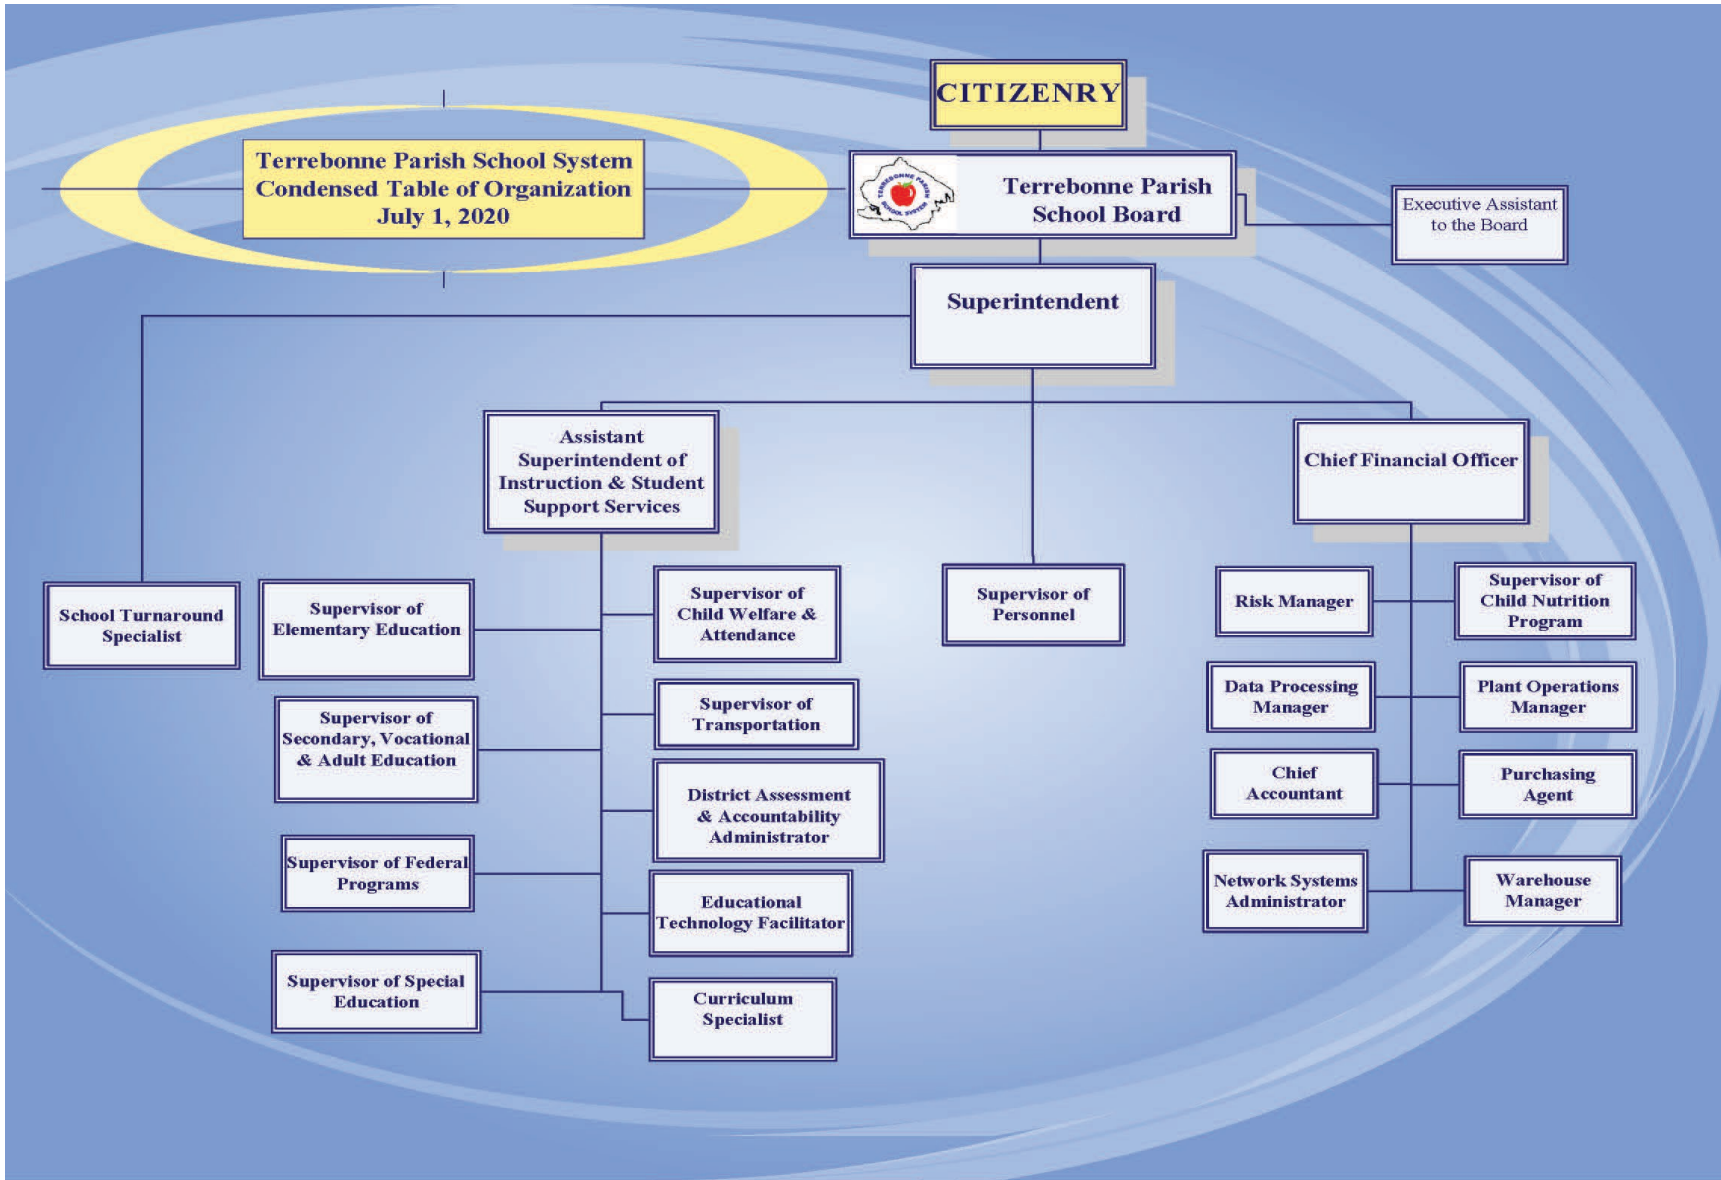 CITIZENRY
Terrebonne Parish School System
Condensed Table of Organization
July 1, 2020
TERREBONNE PARISH
SCHOOL SYSTEM
Terrebonne Parish
School Board
Executive Assistant
to the Board
Superintendent
Assistant
Superintendent of
Instruction & Student
Support Services
Chief Financial Officer
School Turnaround
Specialist
Supervisor of
Elementary Education
Supervisor of
Child Welfare &
Attendance
Supervisor of
Personnel
Risk Manager
Supervisor of
Child Nutrition
Program
Supervisor of
Secondary, Vocational
& Adult Education
Supervisor of
Transportation
Data Processing
Manager
Plant Operations
Manager
District Assessment
& Accountability
Administrator
Chief
Accountant
Purchasing
Agent
Supervisor of Federal
Programs
Educational
Technology Facilitator
Network Systems
Administrator
Warehouse
Manager
Supervisor of Special
Education
Curriculum
Specialist